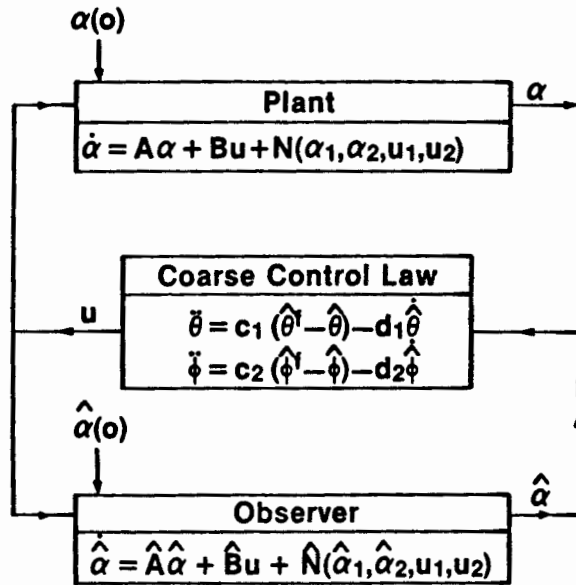 α(o)
Plant
α
α̇ = Aα + Bu + N(α₁,α₂,u₁,u₂)
Coarse Control Law
u
θ̈ = c₁ (θ̂ᶠ − θ̂) − d₁θ̂̇
ϕ̈ = c₂ (ϕ̂ᶠ − ϕ̂) − d₂ϕ̂̇
α̂(o)
α̂
Observer
α̂̇ = Âα̂ + B̂u + N̂(α̂₁,α̂₂,u₁,u₂)